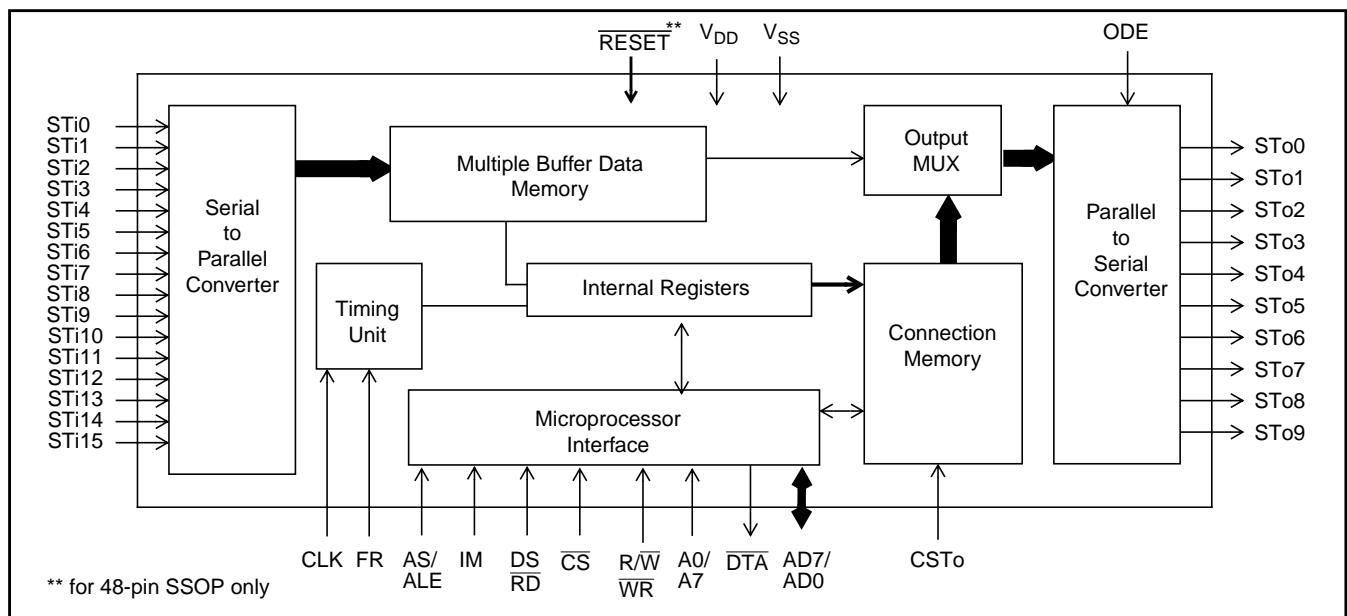 RESET**
VDD
VSS
ODE
STi0
STi1
STi2
STi3
STi4
STi5
STi6
STi7
STi8
STi9
STi10
STi11
STi12
STi13
STi14
STi15
Serial
to
Parallel
Converter
Multiple Buffer Data
Memory
Output
MUX
Timing
Unit
Internal Registers
Connection
Memory
Microprocessor
Interface
Parallel
to
Serial
Converter
STo0
STo1
STo2
STo3
STo4
STo5
STo6
STo7
STo8
STo9
CLK
FR
AS/
ALE
IM
DS
RD
CS
R/W
WR
A0/
A7
DTA
AD7/
AD0
CSTo
** for 48-pin SSOP only